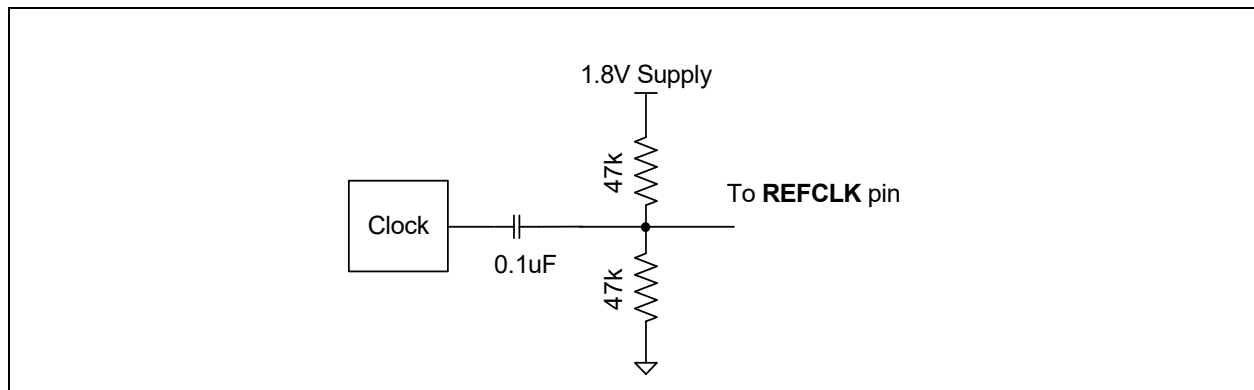 1.8V Supply
47k
To REFCLK pin
Clock
0.1uF
47k